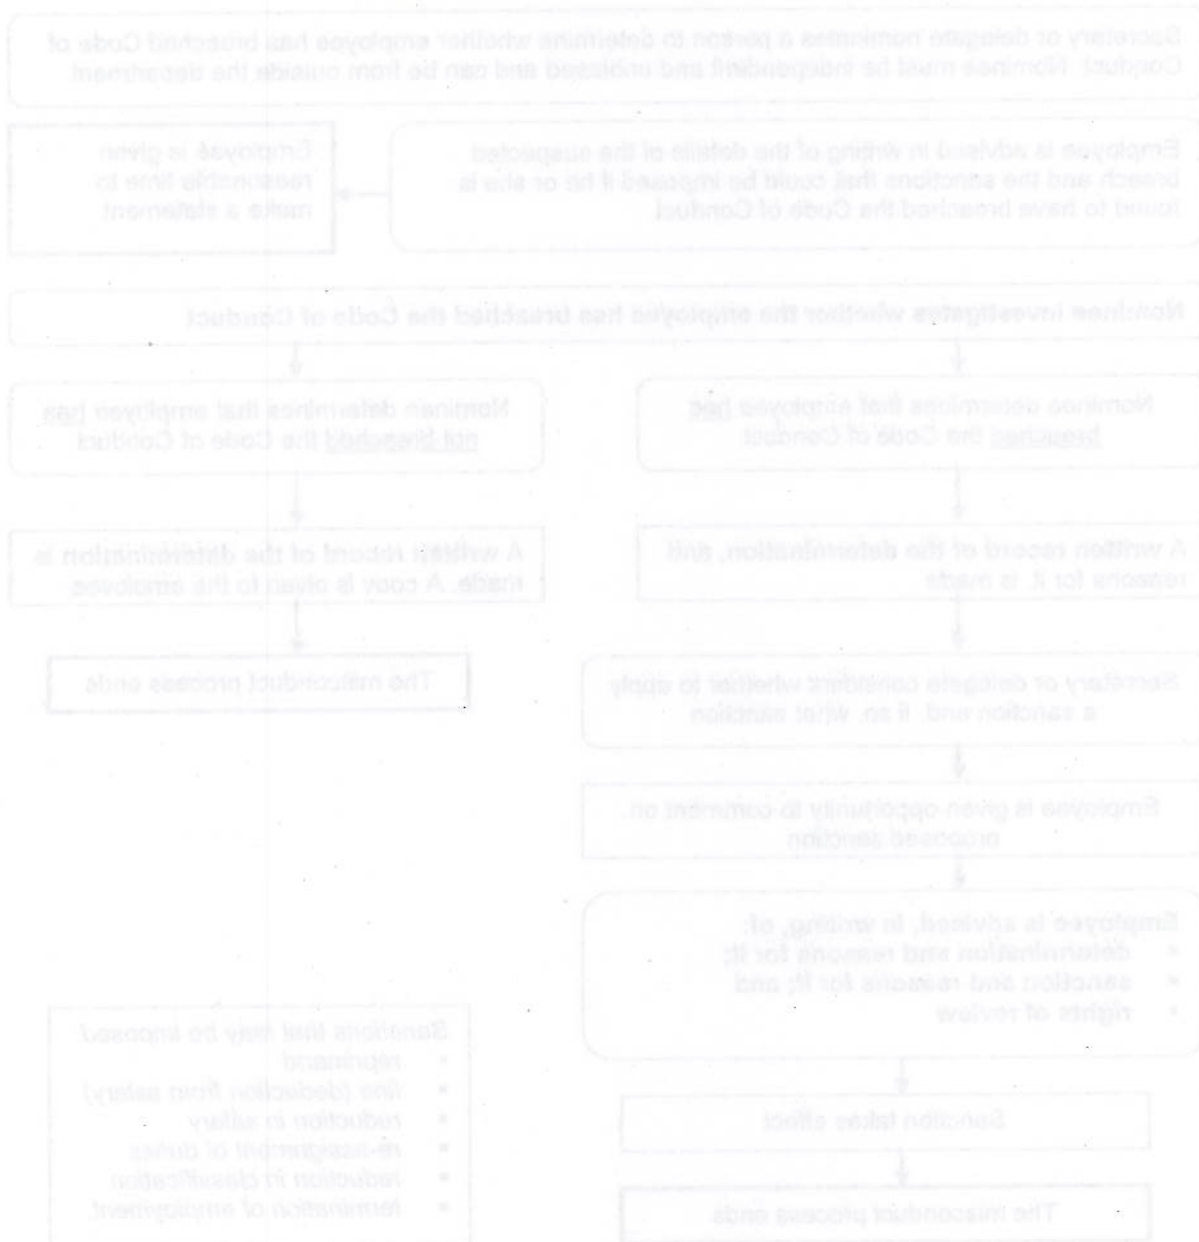 Secretary or delegate nominates a person to determine whether employee has breached Code of
Conduct. Nominee must be independent and unbiased and can be from outside the department
Employee is advised in writing of the details of the suspected
breach and the sanctions that could be imposed if he or she is
found to have breached the Code of Conduct
Employee is given
reasonable time to
make a statement
Nominee investigates whether the employee has breached the Code of Conduct
Nominee determines that employee has
breached the Code of Conduct
Nominee determines that employee has
not breached the Code of Conduct
A written record of the determination, and
reasons for it, is made
A written record of the determination is
made. A copy is given to the employee
Secretary or delegate considers whether to apply
a sanction and, if so, what sanction
The misconduct process ends
Employee is given opportunity to comment on
proposed sanction
Employee is advised, in writing, of:
• determination and reasons for it;
• sanction and reasons for it; and
• rights of review
Sanction takes effect
The misconduct process ends
Sanctions that may be imposed
• reprimand
• fine (deduction from salary)
• reduction in salary
• re-assignment of duties
• reduction in classification
• termination of employment.